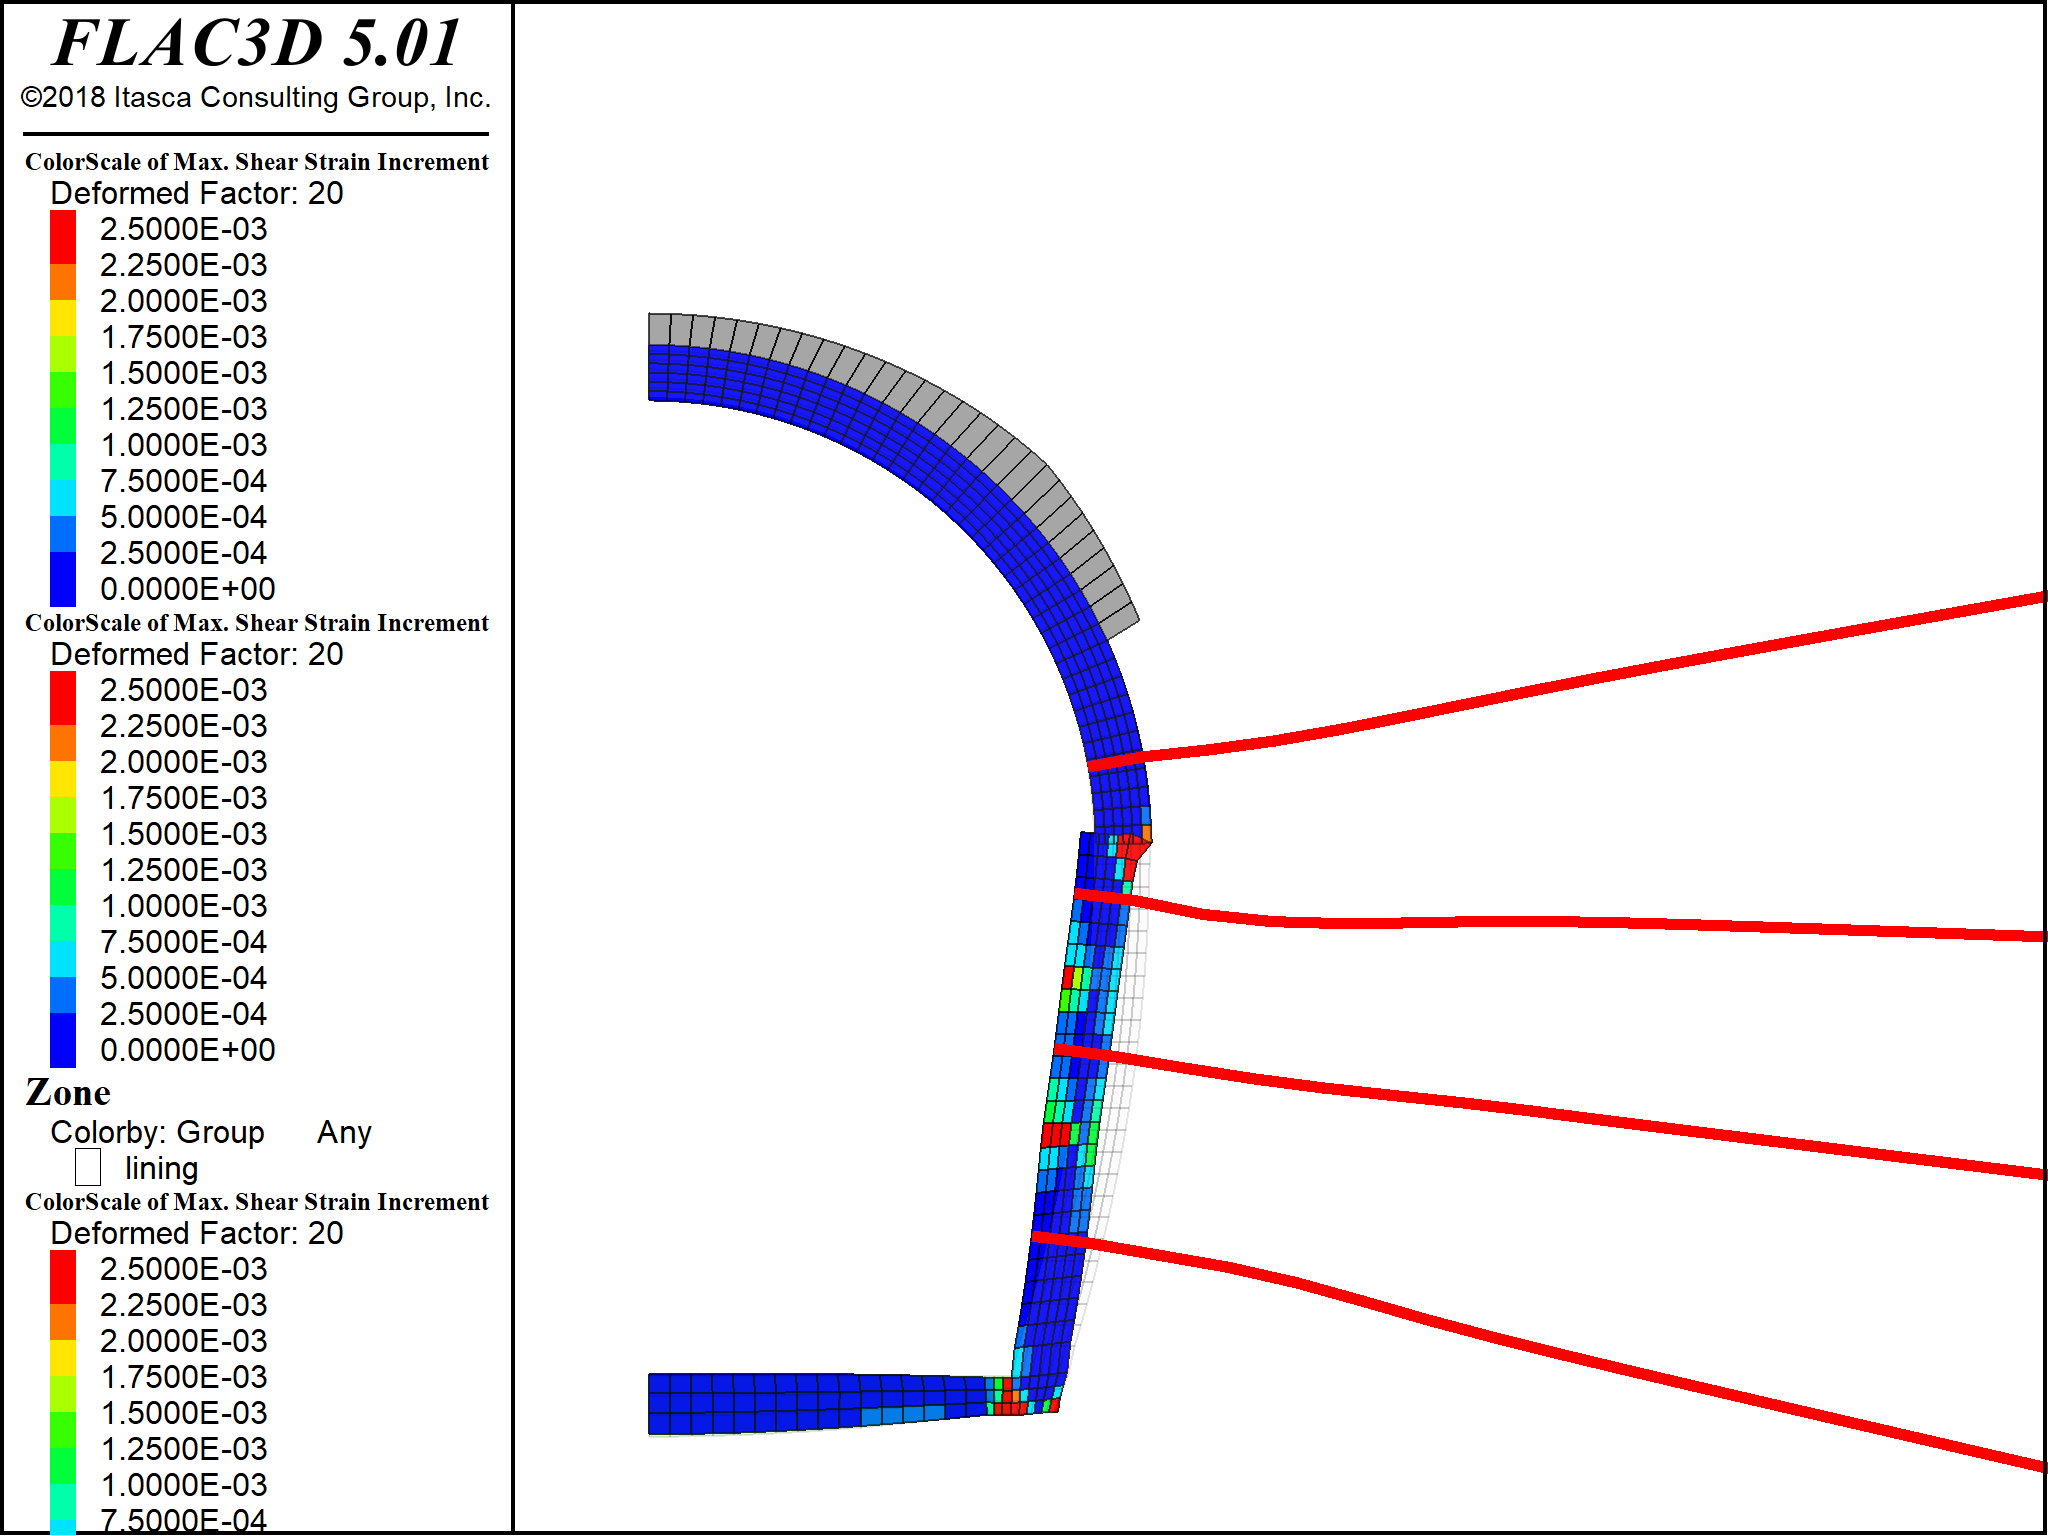 FLAC3D 5.01
©2018 Itasca Consulting Group, Inc.
ColorScale of Max. Shear Strain Increment
Deformed Factor: 20
2.5000E-03
2.2500E-03
2.0000E-03
1.7500E-03
1.5000E-03
1.2500E-03
1.0000E-03
7.5000E-04
5.0000E-04
2.5000E-04
0.0000E+00
ColorScale of Max. Shear Strain Increment
Deformed Factor: 20
2.5000E-03
2.2500E-03
2.0000E-03
1.7500E-03
1.5000E-03
1.2500E-03
1.0000E-03
7.5000E-04
5.0000E-04
2.5000E-04
0.0000E+00
Zone
Colorby: Group Any
lining
ColorScale of Max. Shear Strain Increment
Deformed Factor: 20
2.5000E-03
2.2500E-03
2.0000E-03
1.7500E-03
1.5000E-03
1.2500E-03
1.0000E-03
7.5000E-04